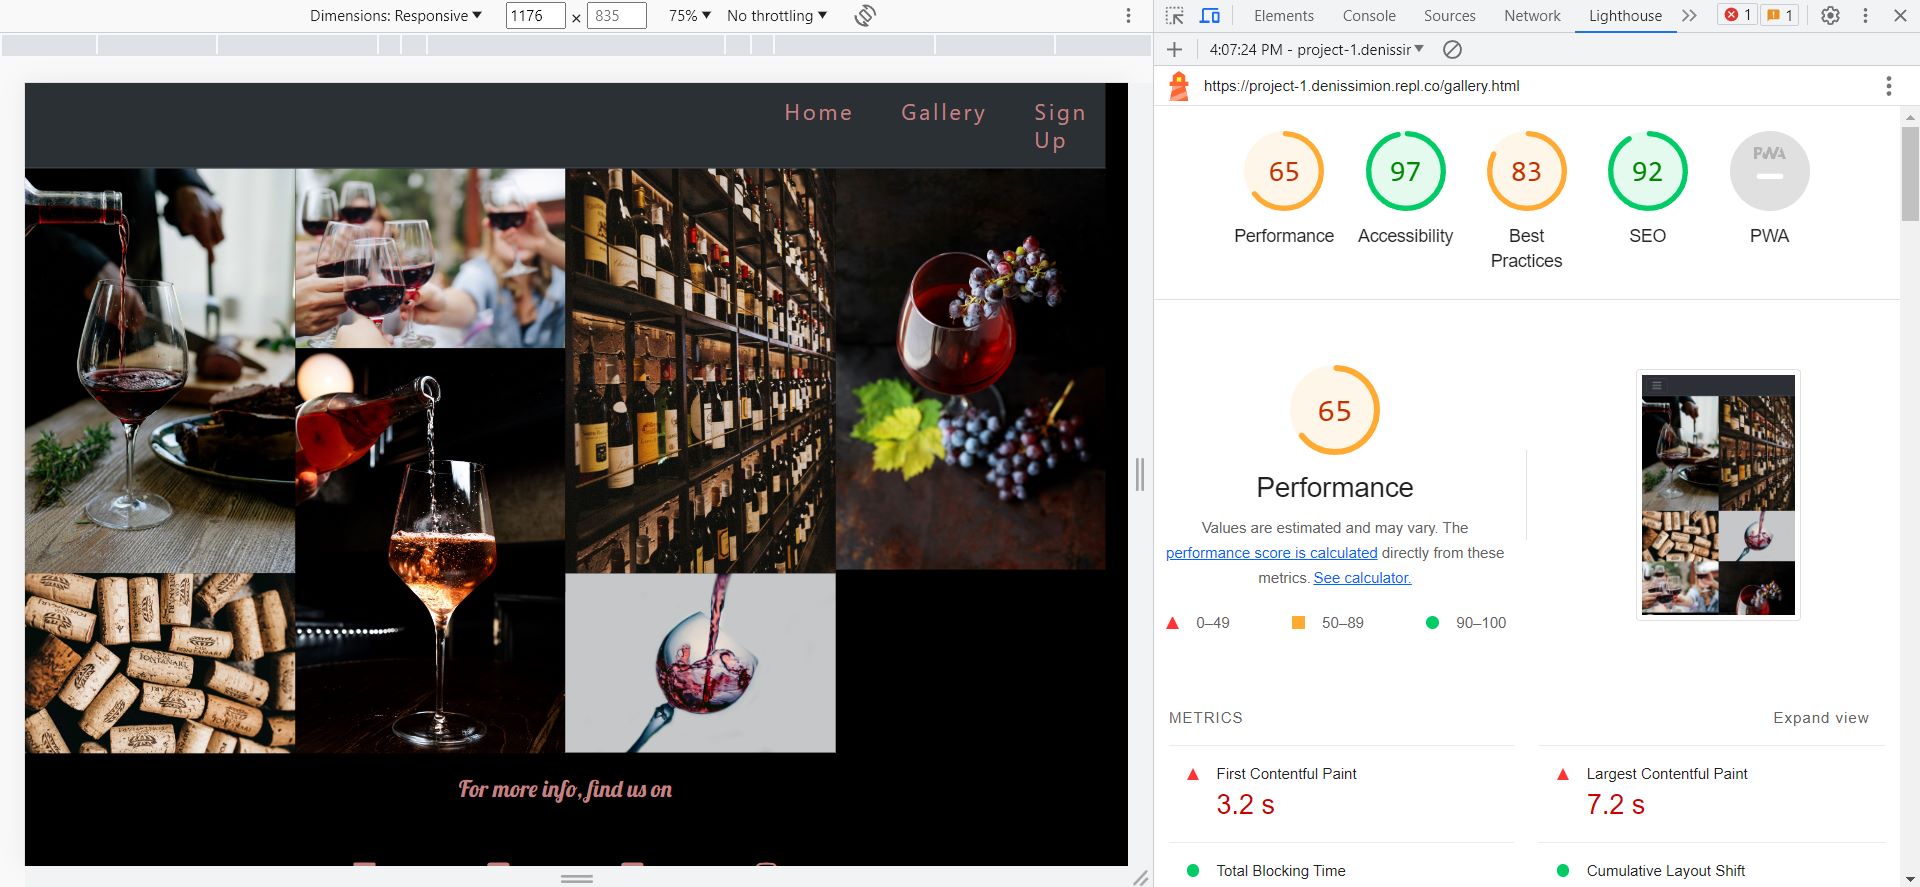 Dimensions: Responsive 1176 × 835 75% No throttling
Elements Console Sources Network Lighthouse 1 1
4:07:24 PM - project-1.denissir
https://project-1.denissimion.repl.co/gallery.html
Home Gallery Sign
Up
65 97 83 92 PWA
Performance Accessibility Best
Practices SEO PWA
65
Performance
Values are estimated and may vary. The
performance score is calculated directly from these
metrics. See calculator.
0–49 50–89 90–100
METRICS Expand view
First Contentful Paint
3.2 s
Largest Contentful Paint
7.2 s
Total Blocking Time
Cumulative Layout Shift
For more info, find us on